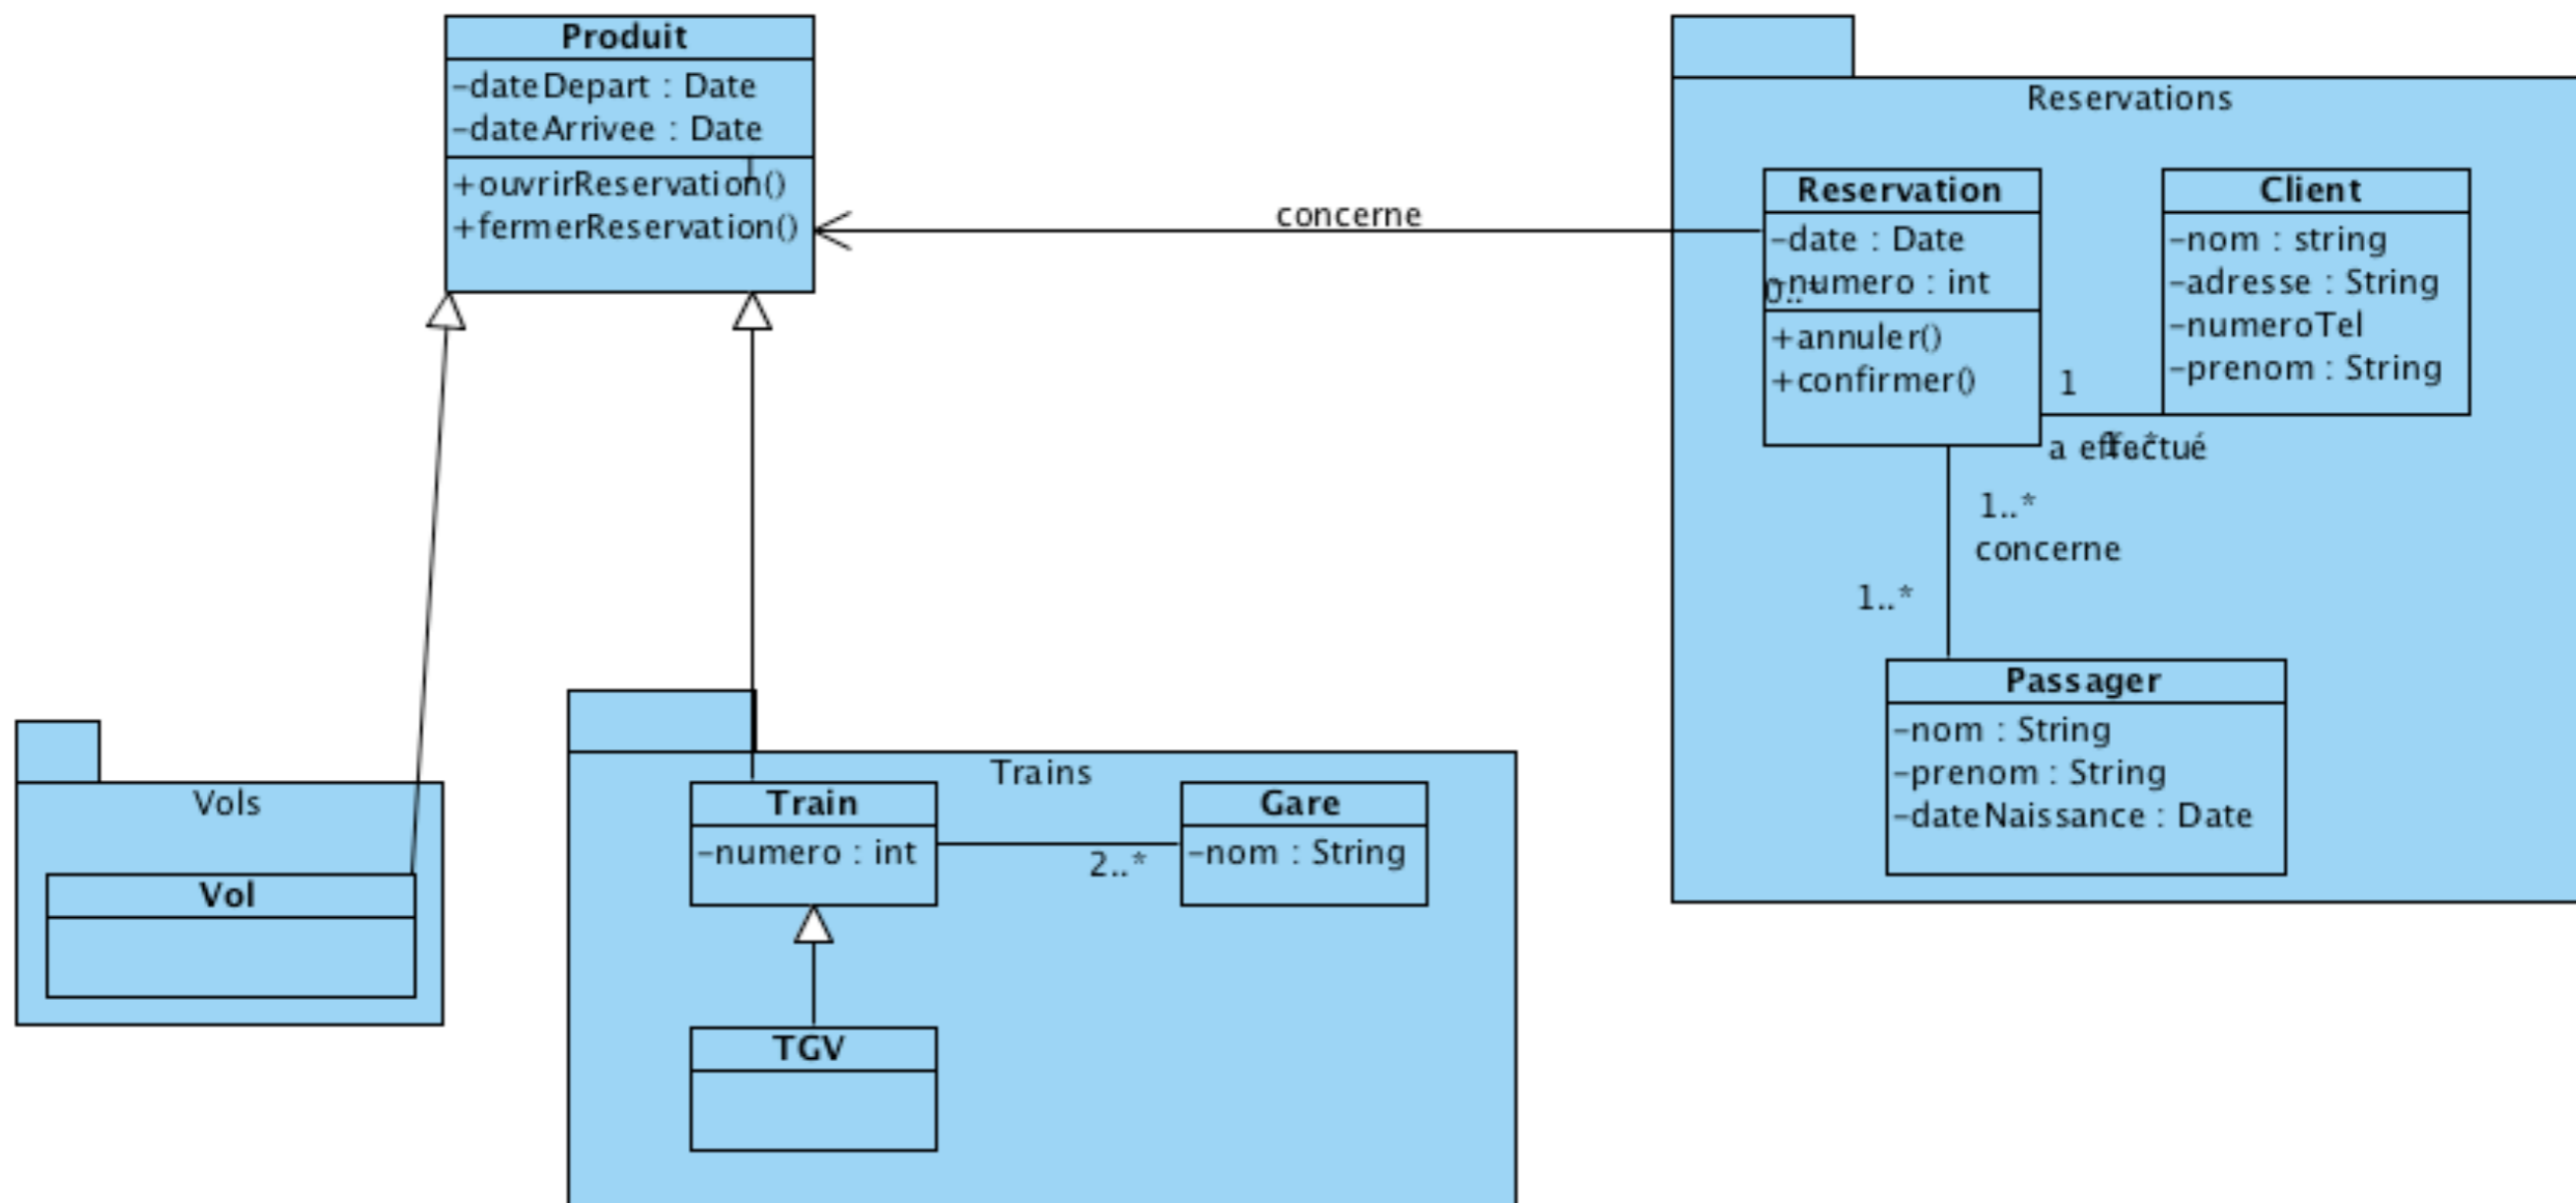 Produit
-dateDepart : Date
-dateArrivee : Date
+ouvrirReservation()
+fermerReservation()
concerne
Reservations
Reservation
-date : Date
-numero : int
0..*
+annuler()
+confirmer()
Client
-nom : string
-adresse : String
-numeroTel
-prenom : String
1
a effectué
1..*
concerne
1..*
Passager
-nom : String
-prenom : String
-dateNaissance : Date
Vols
Vol
Trains
Train
-numero : int
2..*
Gare
-nom : String
TGV